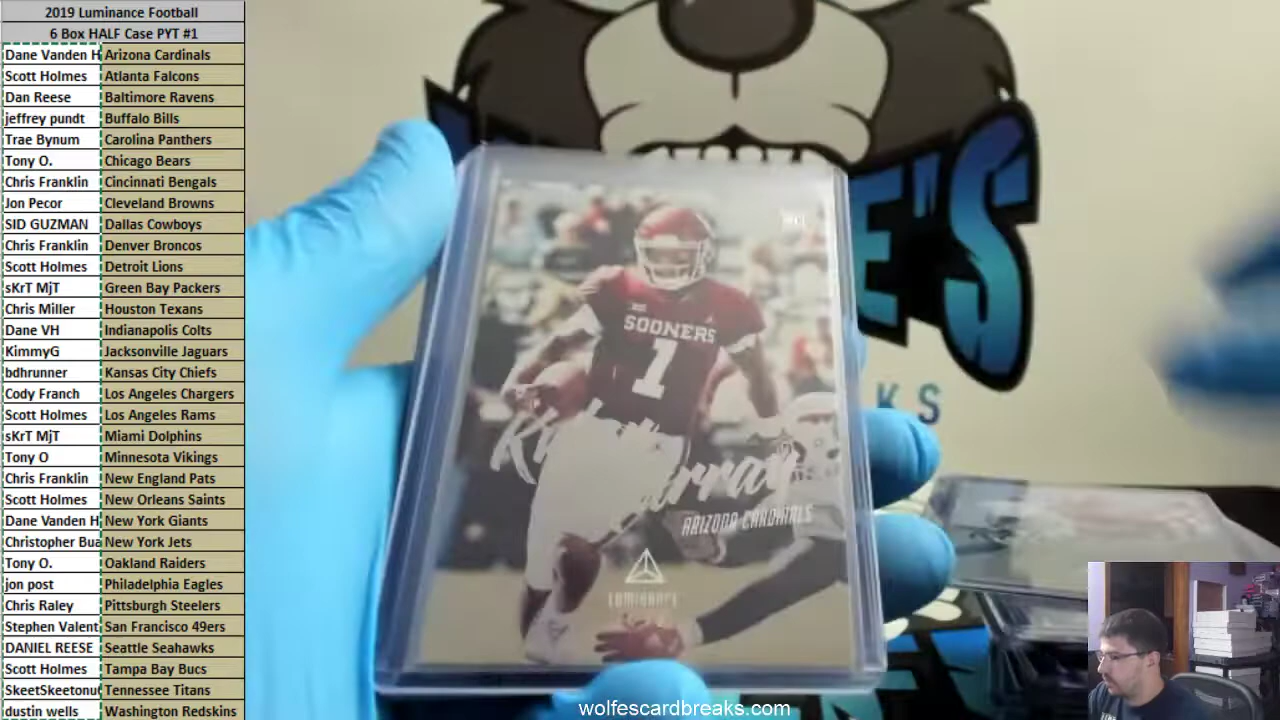 2019 Luminance Football
6 Box HALF Case PYT #1
Dane Vanden H Arizona Cardinals
Scott Holmes Atlanta Falcons
Dan Reese Baltimore Ravens
jeffrey pundt Buffalo Bills
Trae Bynum Carolina Panthers
Tony O. Chicago Bears
Chris Franklin Cincinnati Bengals
Jon Pecor Cleveland Browns
SID GUZMAN Dallas Cowboys
Chris Franklin Denver Broncos
Scott Holmes Detroit Lions
sKrT MjT Green Bay Packers
Chris Miller Houston Texans
Dane VH Indianapolis Colts
KimmyG Jacksonville Jaguars
bdhrunner Kansas City Chiefs
Cody Franch Los Angeles Chargers
Scott Holmes Los Angeles Rams
sKrT MjT Miami Dolphins
Tony O Minnesota Vikings
Chris Franklin New England Pats
Scott Holmes New Orleans Saints
Dane Vanden H New York Giants
Christopher Bua New York Jets
Tony O. Oakland Raiders
jon post Philadelphia Eagles
Chris Raley Pittsburgh Steelers
Stephen Valent San Francisco 49ers
DANIEL REESE Seattle Seahawks
Scott Holmes Tampa Bay Bucs
SkeetSkeetonu Tennessee Titans
dustin wells Washington Redskins
E'S
KS
SOONERS
1
ARIZONA CARDINALS
LUMINANCE
wolfescardbreaks.com